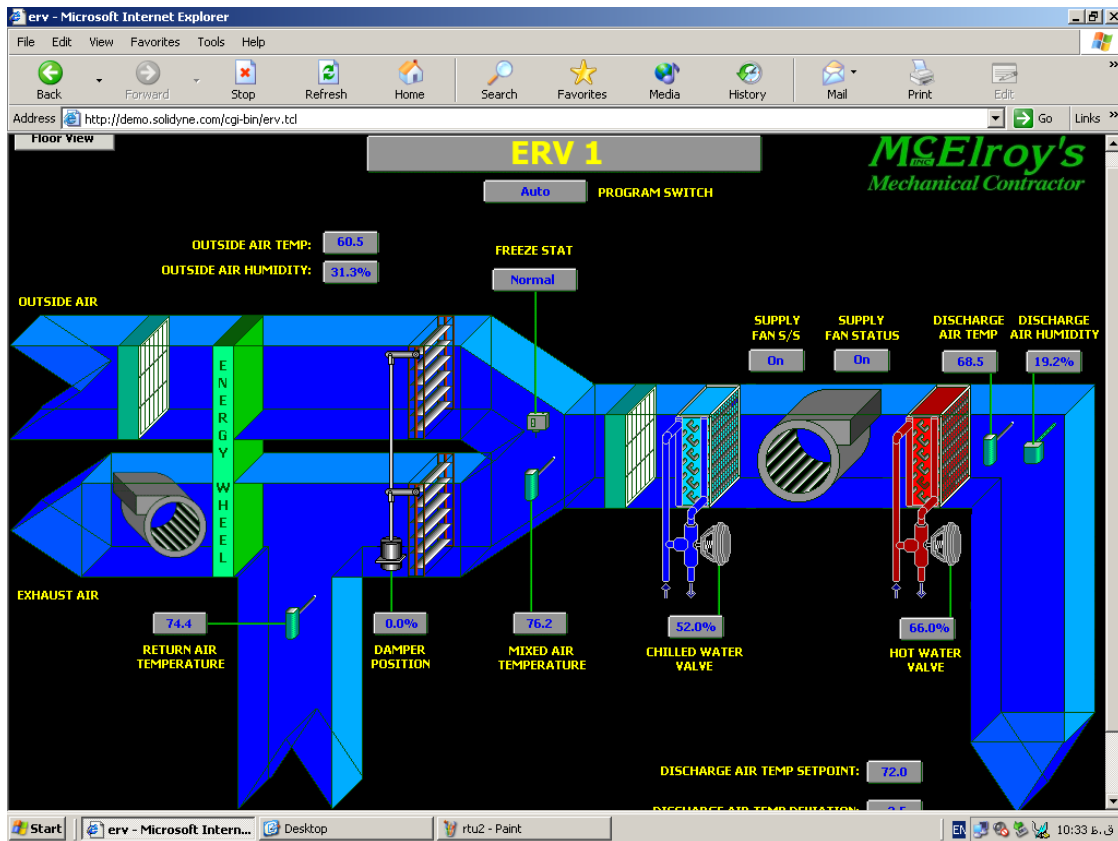 erv - Microsoft Internet Explorer
File Edit View Favorites Tools Help
Back Forward Stop Refresh Home Search Favorites Media History Mail Print Edit
Address http://demo.solidyne.com/cgi-bin/erv.tcl Go Links
Floor View
ERV 1
McElroy's
INC
Mechanical Contractor
Auto PROGRAM SWITCH
OUTSIDE AIR TEMP: 60.5
OUTSIDE AIR HUMIDITY: 31.3%
FREEZE STAT
Normal
OUTSIDE AIR
SUPPLY FAN S/S
On
SUPPLY FAN STATUS
On
DISCHARGE AIR TEMP
68.5
DISCHARGE AIR HUMIDITY
19.2%
ENERGY WHEEL
EXHAUST AIR
74.4
RETURN AIR
TEMPERATURE
0.0%
DAMPER
POSITION
76.2
MIXED AIR
TEMPERATURE
52.0%
CHILLED WATER
VALVE
66.0%
HOT WATER
VALVE
DISCHARGE AIR TEMP SETPOINT: 72.0
DISCHARGE AIR TEMP DEVIATION:
Start erv - Microsoft Intern... Desktop rtu2 - Paint EN 10:33 ق.ظ